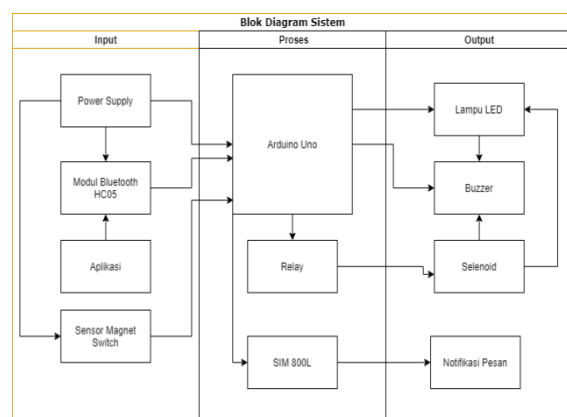 Blok Diagram Sistem
Input
Proses
Output
Power Supply
Modul Bluetooth
HC05
Aplikasi
Sensor Magnet
Switch
Arduino Uno
Relay
SIM 800L
Lampu LED
Buzzer
Selenoid
Notifikasi Pesan